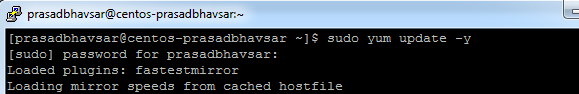 prasadbhavsar@centos-prasadbhavsar:~
[prasadbhavsar@centos-prasadbhavsar ~]$ sudo yum update -y
[sudo] password for prasadbhavsar:
Loaded plugins: fastestmirror
Loading mirror speeds from cached hostfile